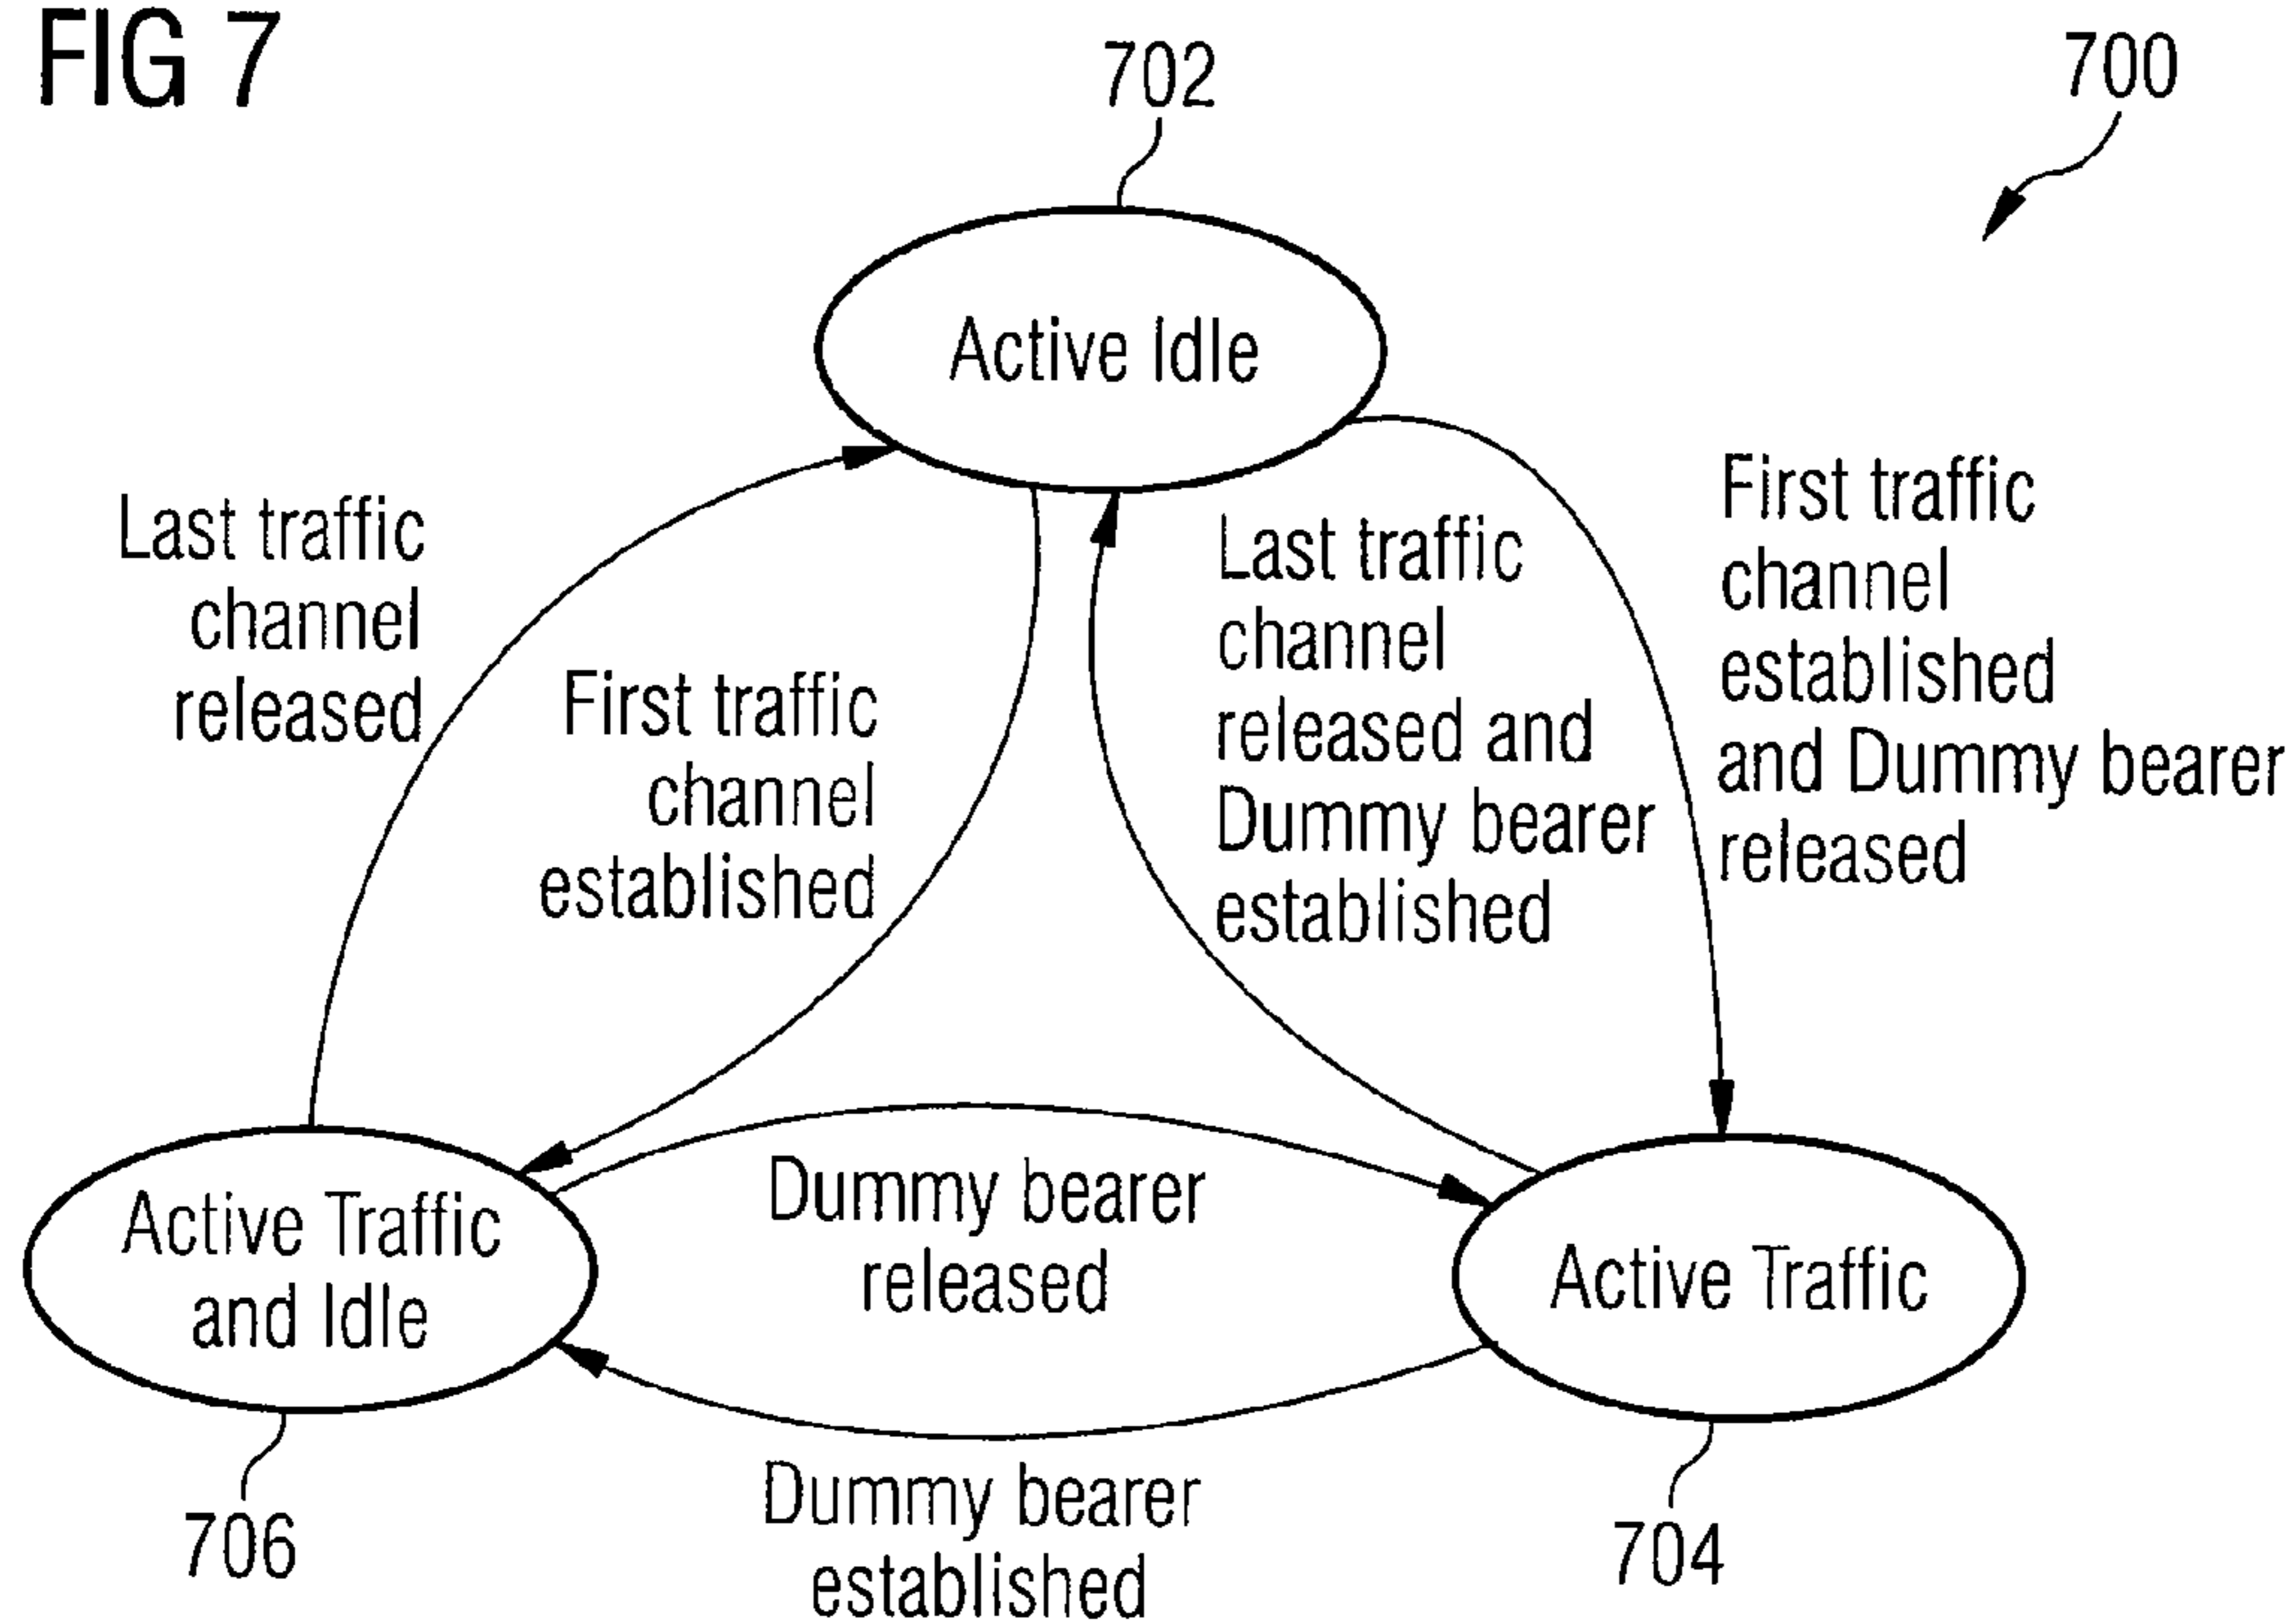 FIG 7
702
700
Active Idle
Last traffic
channel
released
First traffic
channel
established
Last traffic
channel
released and
Dummy bearer
established
First traffic
channel
established
and Dummy bearer
released
Dummy bearer
released
Active Traffic
and Idle
Active Traffic
Dummy bearer
established
706
704